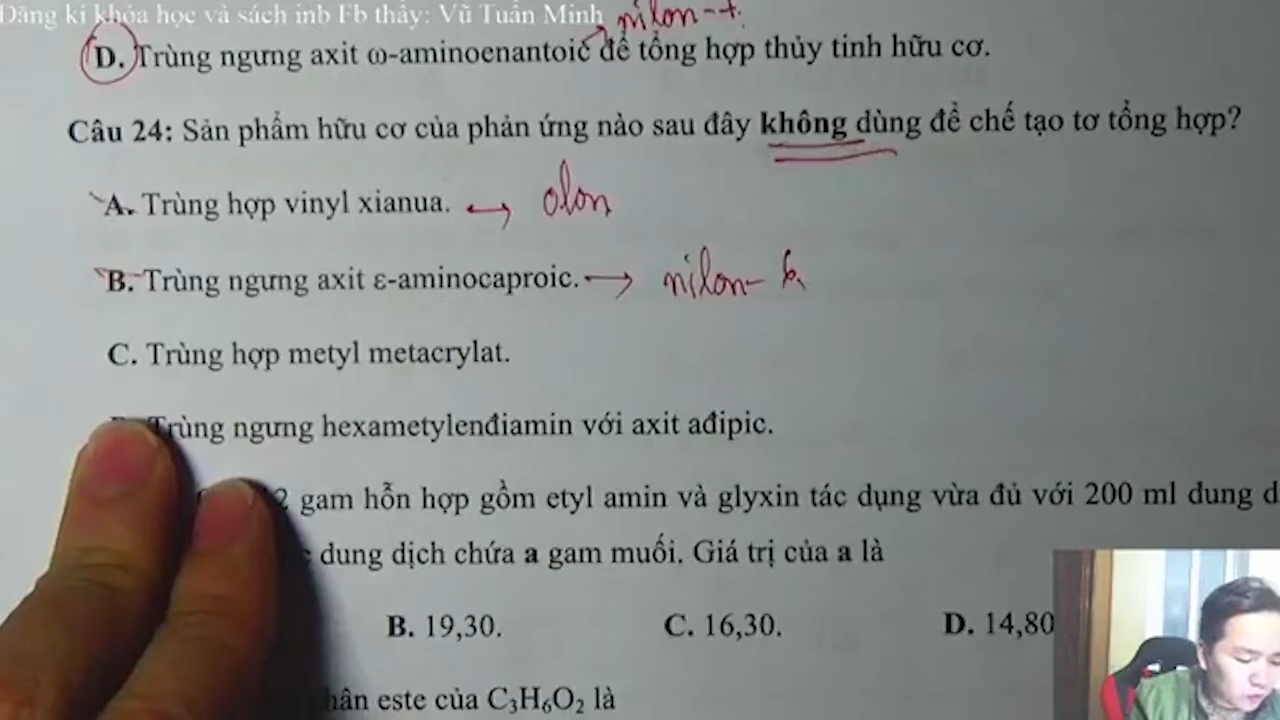 Đăng kí khóa học và sách inb Fb thầy: Vũ Tuấn Minh
nilon-7.
D. Trùng ngưng axit ω-aminoenantoic để tổng hợp thủy tinh hữu cơ.
Câu 24: Sản phẩm hữu cơ của phản ứng nào sau đây không dùng để chế tạo tơ tổng hợp?
A. Trùng hợp vinyl xianua. olon
B. Trùng ngưng axit ε-aminocaproic. nilon-6
C. Trùng hợp metyl metacrylat.
Trùng ngưng hexametylenđiamin với axit ađipic.
gam hỗn hợp gồm etyl amin và glyxin tác dụng vừa đủ với 200 ml dung
dung dịch chứa a gam muối. Giá trị của a là
B. 19,30. C. 16,30. D. 14,80
este của C₃H₆O₂ là